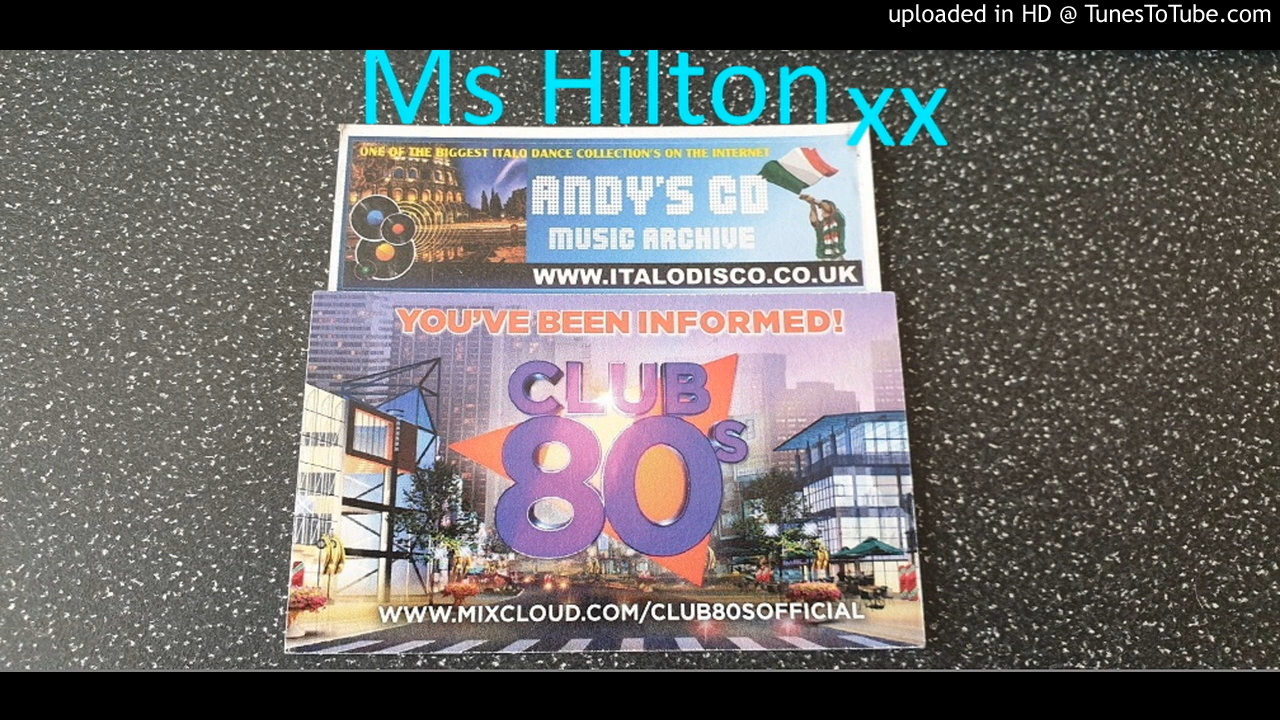 uploaded in HD @ TunesToTube.com
Ms Hilton xx
ONE OF THE BIGGEST ITALO DANCE COLLECTION'S ON THE INTERNET
ANDY'S CD
MUSIC ARCHIVE
WWW.ITALODISCO.CO.UK
YOU'VE BEEN INFORMED!
CLUB
80s
WWW.MIXCLOUD.COM/CLUB80SOFFICIAL